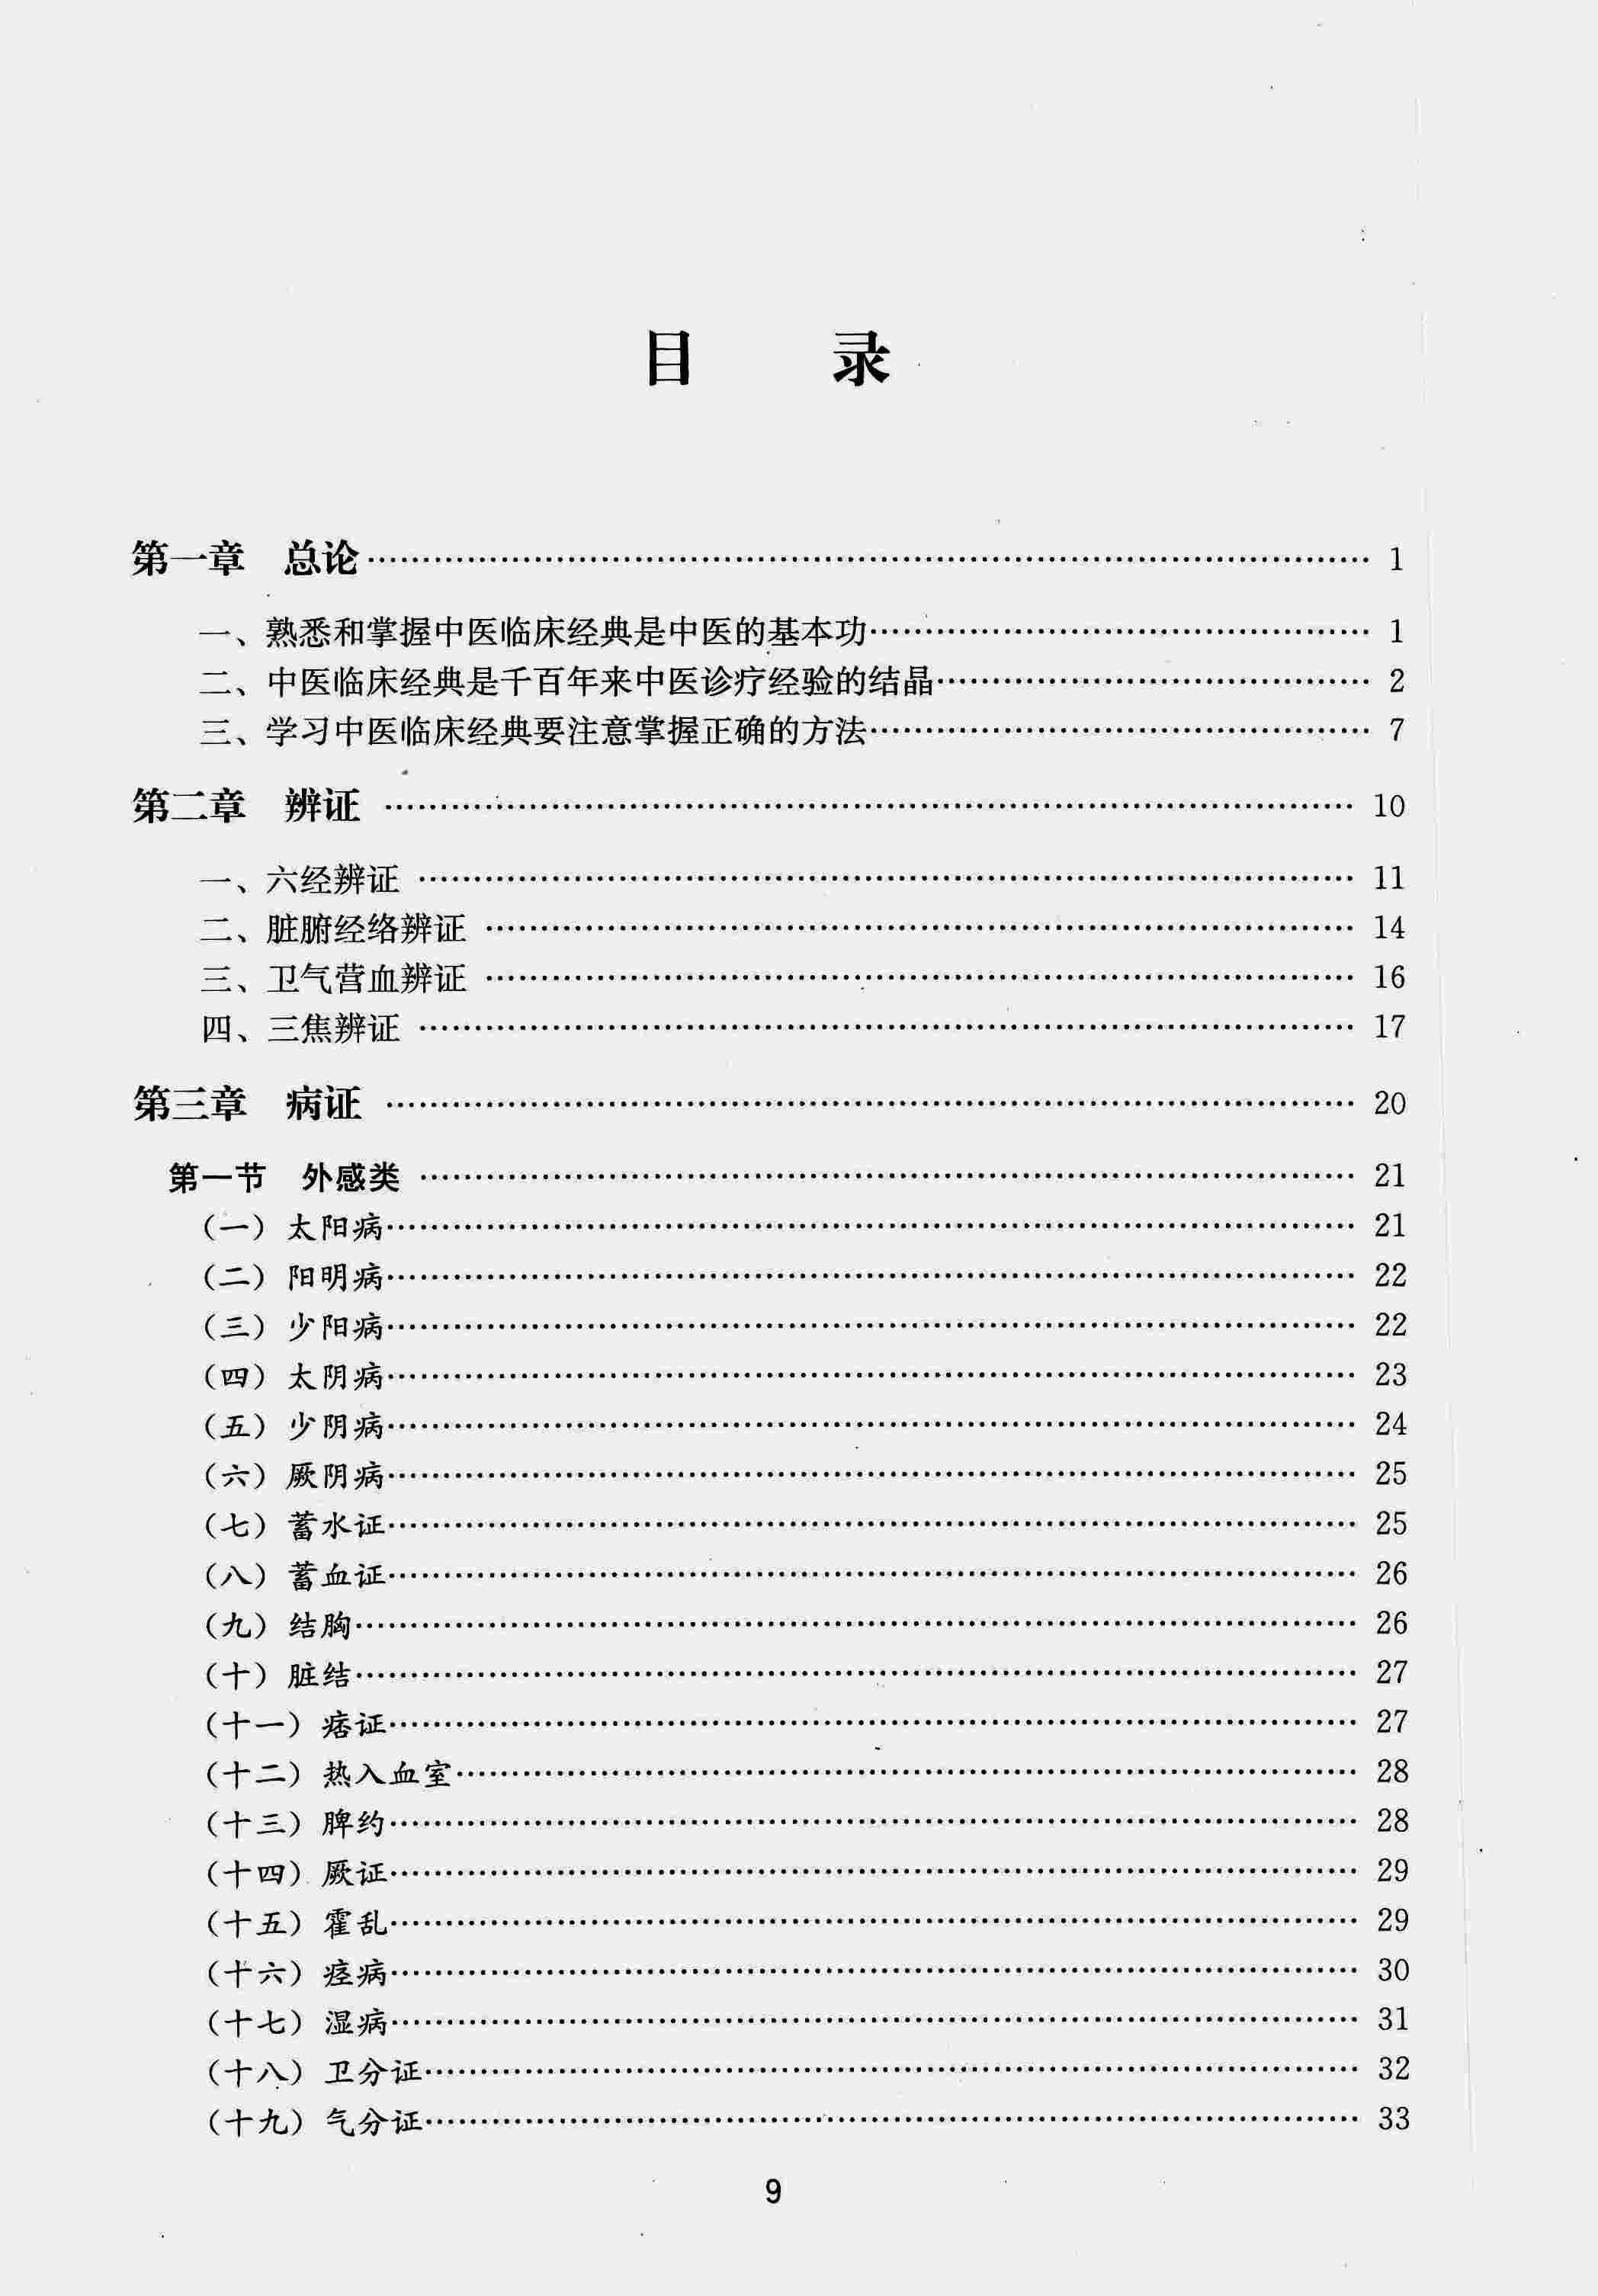 目 录
第一章 总论…………………………………………………… 1
一、熟悉和掌握中医临床经典是中医的基本功………………………… 1
二、中医临床经典是千百年来中医诊疗经验的结晶…………………… 2
三、学习中医临床经典要注意掌握正确的方法………………………… 7
第二章 辨证 ………………………………………………… 10
一、六经辨证 ………………………………………………… 11
二、脏腑经络辨证 …………………………………………… 14
三、卫气营血辨证 …………………………………………… 16
四、三焦辨证 ………………………………………………… 17
第三章 病证 ………………………………………………… 20
第一节 外感类 ……………………………………………… 21
（一）太阳病………………………………………………… 21
（二）阳明病………………………………………………… 22
（三）少阳病………………………………………………… 22
（四）太阴病………………………………………………… 23
（五）少阴病………………………………………………… 24
（六）厥阴病………………………………………………… 25
（七）蓄水证………………………………………………… 25
（八）蓄血证………………………………………………… 26
（九）结胸…………………………………………………… 26
（十）脏结…………………………………………………… 27
（十一）痞证………………………………………………… 27
（十二）热入血室…………………………………………… 28
（十三）脾约………………………………………………… 28
（十四）厥证………………………………………………… 29
（十五）霍乱………………………………………………… 29
（十六）痉病………………………………………………… 30
（十七）湿病………………………………………………… 31
（十八）卫分证……………………………………………… 32
（十九）气分证……………………………………………… 33
9